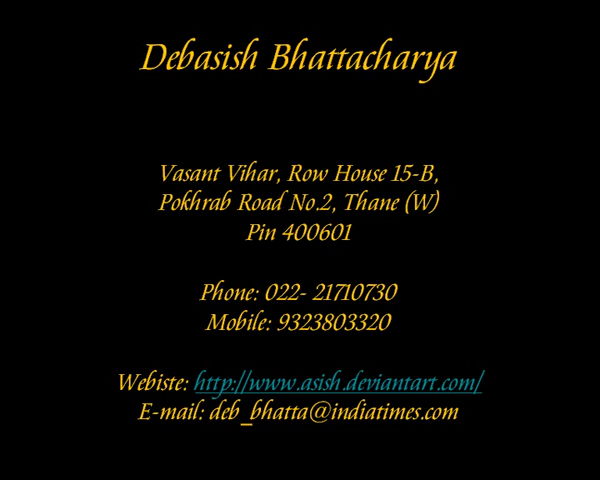 Debasish Bhattacharya
Vasant Vihar, Row House 15-B,
Pokhrab Road No.2, Thane (W)
Pin 400601
Phone: 022- 21710730
Mobile: 9323803320
Webiste: http://www.asish.deviantart.com/
E-mail: deb_bhatta@indiatimes.com